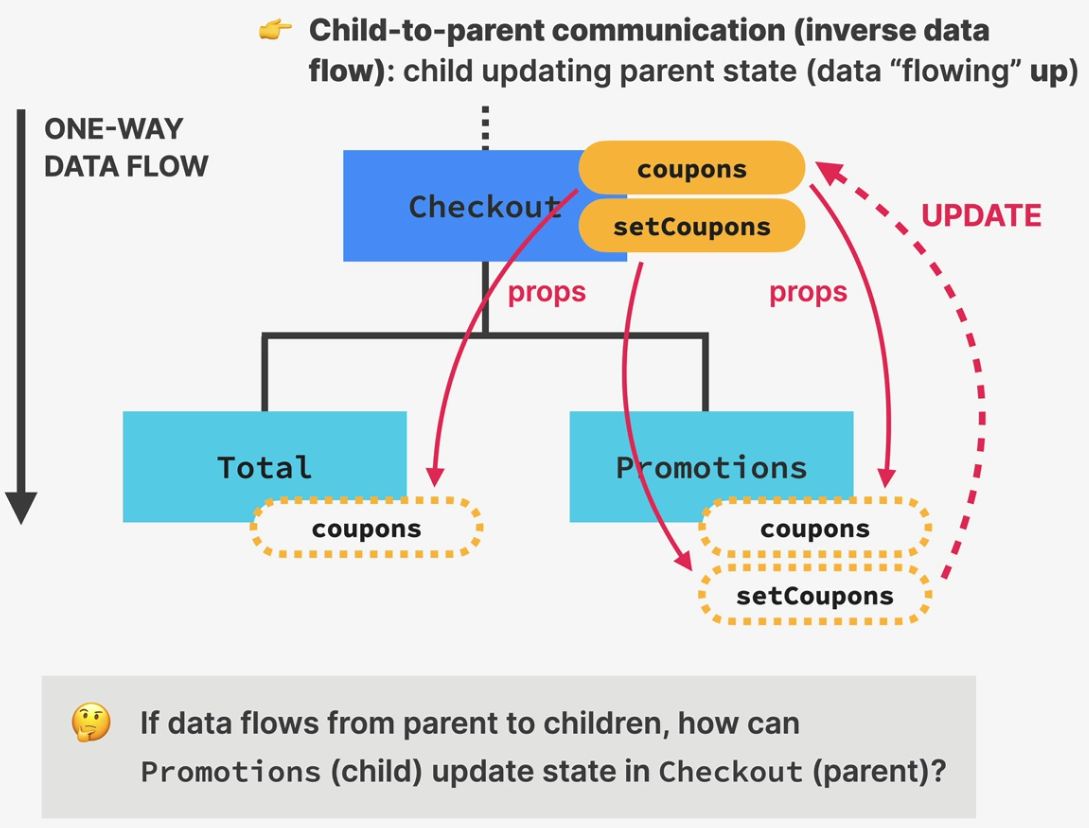 👉 Child-to-parent communication (inverse data
flow): child updating parent state (data “flowing” up)
ONE-WAY
DATA FLOW
coupons
Checkout
setCoupons
UPDATE
props
props
Total
Promotions
coupons
coupons
setCoupons
🤔 If data flows from parent to children, how can
Promotions (child) update state in Checkout (parent)?